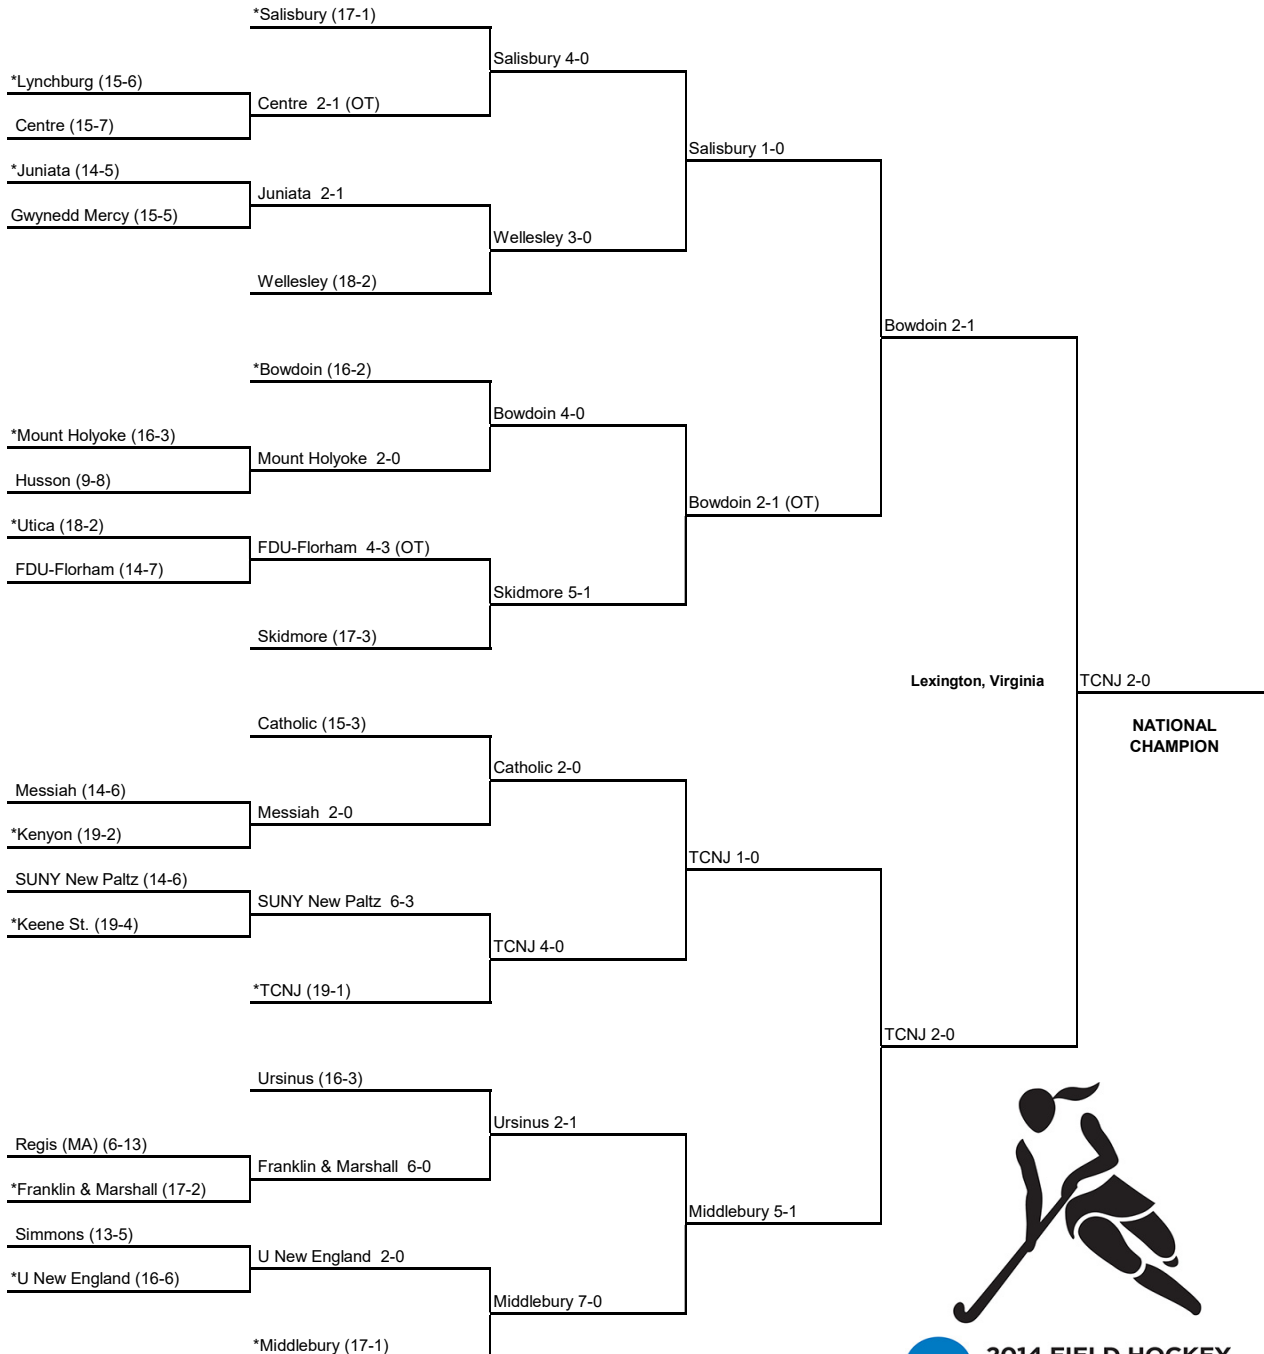 *Salisbury (17-1)
Salisbury 4-0
*Lynchburg (15-6)
Centre 2-1 (OT)
Centre (15-7)
Salisbury 1-0
*Juniata (14-5)
Juniata 2-1
Gwynedd Mercy (15-5)
Wellesley 3-0
Wellesley (18-2)
Bowdoin 2-1
*Bowdoin (16-2)
Bowdoin 4-0
*Mount Holyoke (16-3)
Mount Holyoke 2-0
Husson (9-8)
Bowdoin 2-1 (OT)
*Utica (18-2)
FDU-Florham 4-3 (OT)
FDU-Florham (14-7)
Skidmore 5-1
Skidmore (17-3)
Lexington, Virginia
TCNJ 2-0
NATIONAL
CHAMPION
Catholic (15-3)
Catholic 2-0
Messiah (14-6)
Messiah 2-0
*Kenyon (19-2)
TCNJ 1-0
SUNY New Paltz (14-6)
SUNY New Paltz 6-3
*Keene St. (19-4)
TCNJ 4-0
*TCNJ (19-1)
TCNJ 2-0
Ursinus (16-3)
Ursinus 2-1
Regis (MA) (6-13)
Franklin & Marshall 6-0
*Franklin & Marshall (17-2)
Middlebury 5-1
Simmons (13-5)
U New England 2-0
*U New England (16-6)
Middlebury 7-0
*Middlebury (17-1)
2014 FIELD HOCKEY